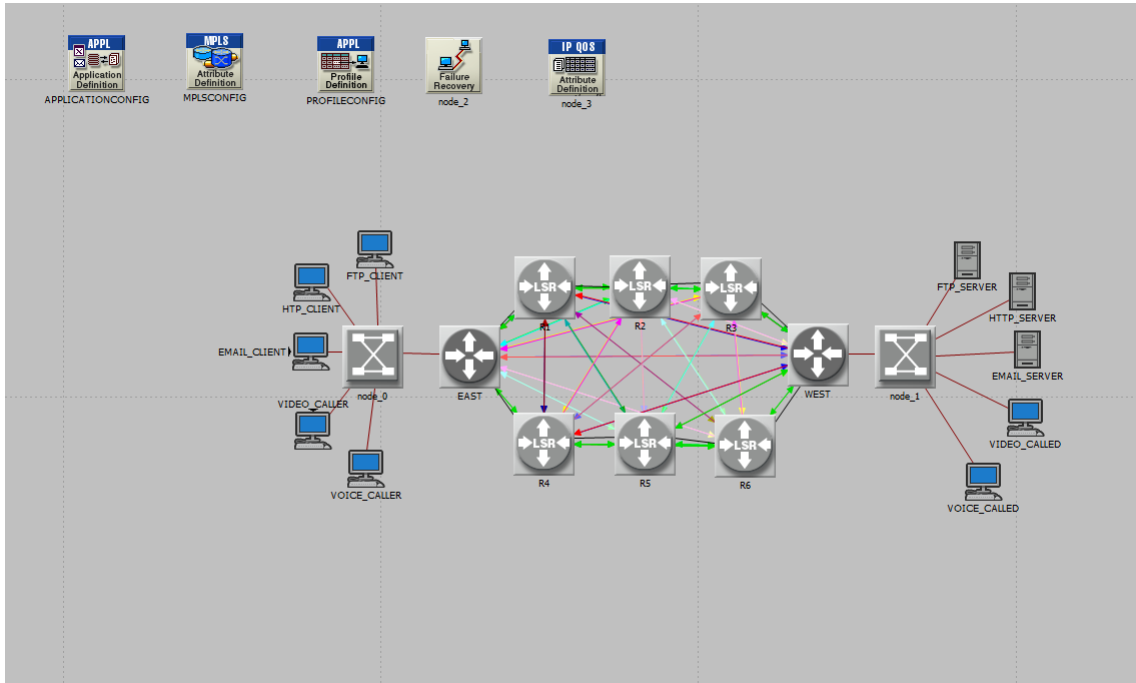 APPL
Application
Definition
APPLICATIONCONFIG
MPLS
Attribute
Definition
MPLSCONFIG
APPL
Profile
Definition
PROFILECONFIG
Failure
Recovery
node_2
IP QOS
Attribute
Definition
node_3
FTP_CLIENT
HTP_CLIENT
EMAIL_CLIENT
VIDEO_CALLER
VOICE_CALLER
node_0
EAST
LSR
R1
LSR
R2
LSR
R3
LSR
R4
LSR
R5
LSR
R6
WEST
node_1
FTP_SERVER
HTTP_SERVER
EMAIL_SERVER
VIDEO_CALLED
VOICE_CALLED